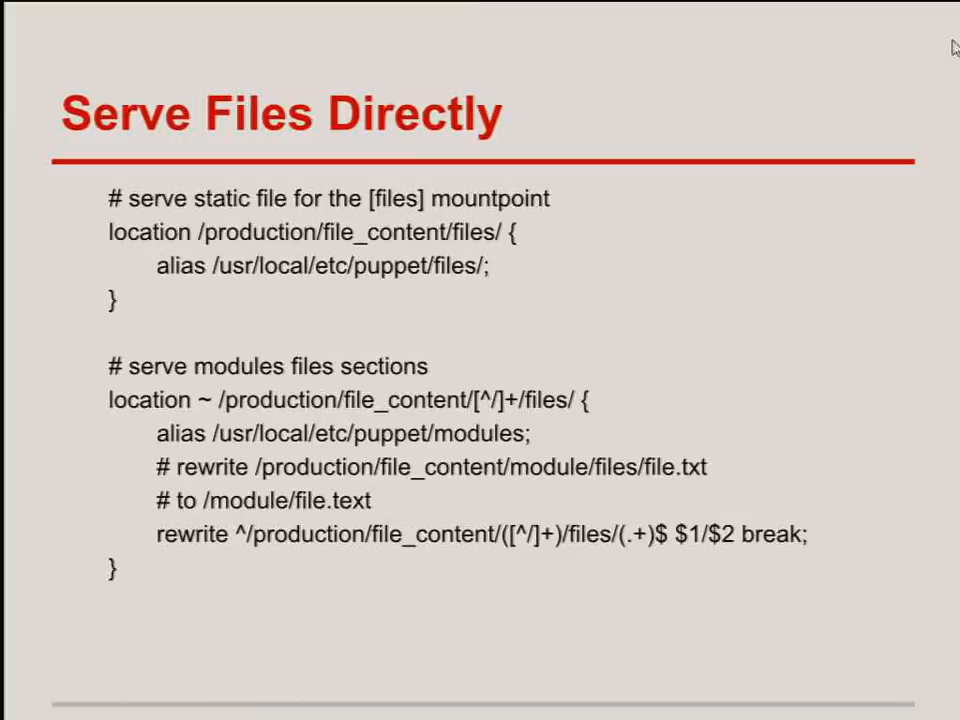 Serve Files Directly
# serve static file for the [files] mountpoint
location /production/file_content/files/ {
alias /usr/local/etc/puppet/files/;
}
# serve modules files sections
location ~ /production/file_content/[^/]+/files/ {
alias /usr/local/etc/puppet/modules;
# rewrite /production/file_content/module/files/file.txt
# to /module/file.text
rewrite ^/production/file_content/([^/]+)/files/(.+)$ $1/$2 break;
}